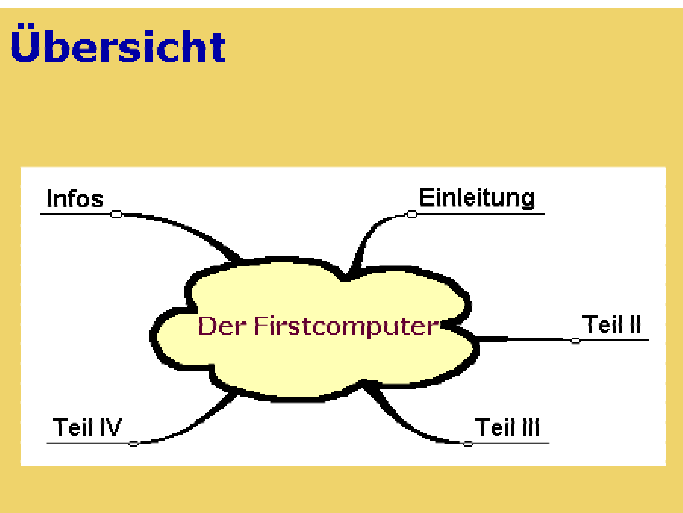 Übersicht
Infos
Einleitung
Der Firstcomputer
Teil II
Teil IV
Teil III